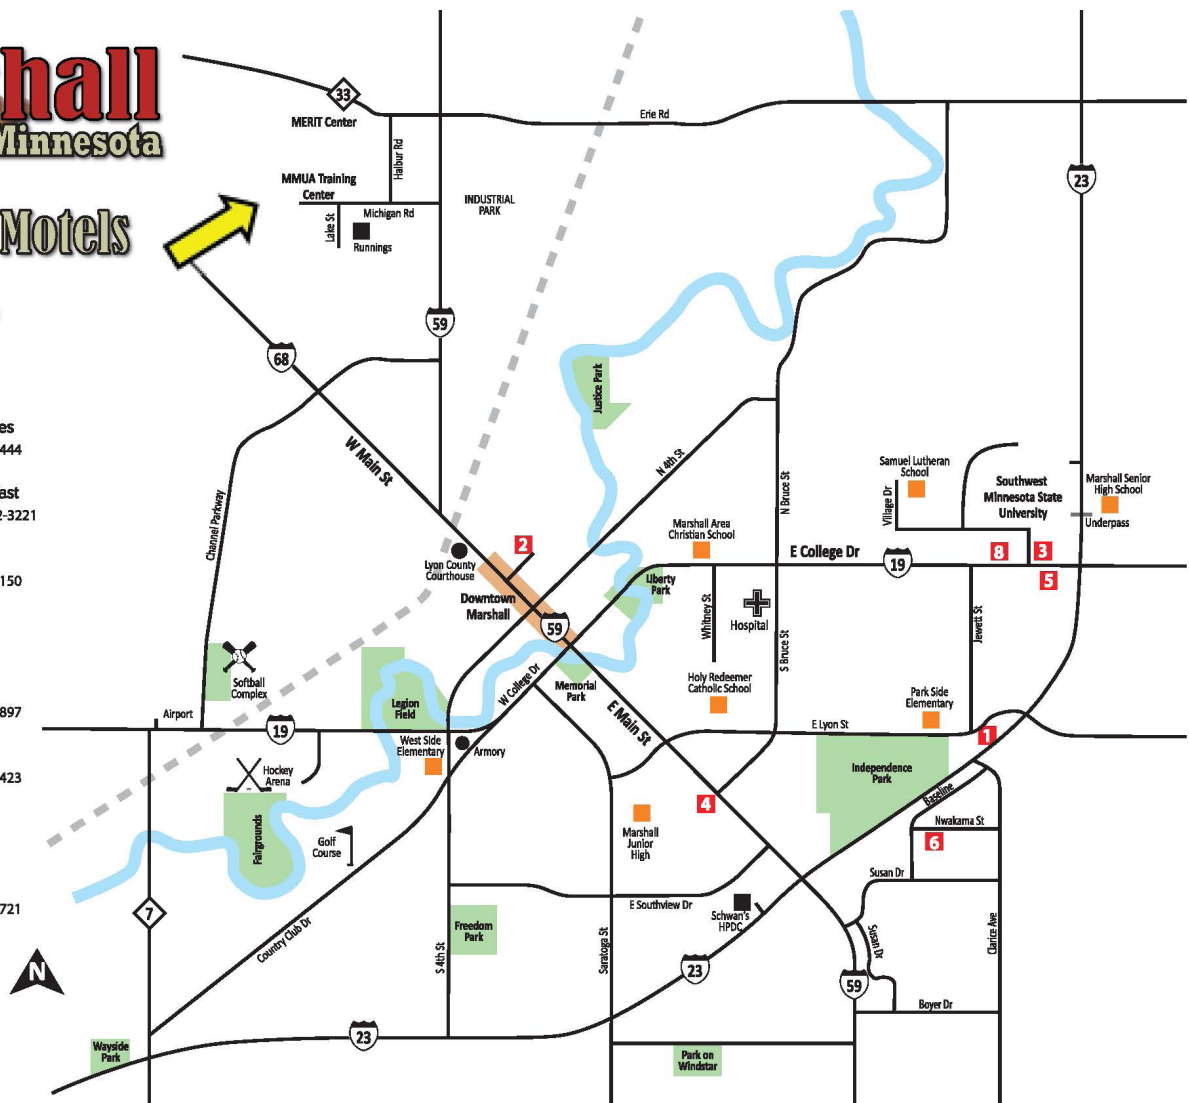 hall
Minnesota
Motels
es
444
ast
2-3221
150
897
423
721
33
MERIT Center
Erie Rd
Halbur Rd
23
MMUA Training
Center
INDUSTRIAL
PARK
Michigan Rd
Lake St
Runnings
59
68
Justice Park
W Main St
N 4th St
Channel Parkway
N Bruce St
Samuel Lutheran
School
Village Dr
Southwest
Minnesota State
University
Marshall Senior
High School
Underpass
Marshall Area
Christian School
2
E College Dr
19
8
3
5
Lyon County
Courthouse
Downtown
Marshall
59
Liberty
Park
Whitney St
Hospital
S Bruce St
Jewett St
Softball
Complex
Legion
Field
W College Dr
Memorial
Park
Holy Redeemer
Catholic School
Park Side
Elementary
Airport
19
E Main St
E Lyon St
1
West Side
Elementary
Armory
Hockey
Arena
Independence
Park
Baseline
4
Nwakama St
6
Fairgrounds
Golf
Course
Marshall
Junior
High
Susan Dr
7
E Southview Dr
Schwan's
HPDC
Country Club Dr
Freedom
Park
S 4th St
Saratoga St
Susan Dr
Clarice Ave
N
23
59
Boyer Dr
23
Wayside
Park
Park on
Windstar